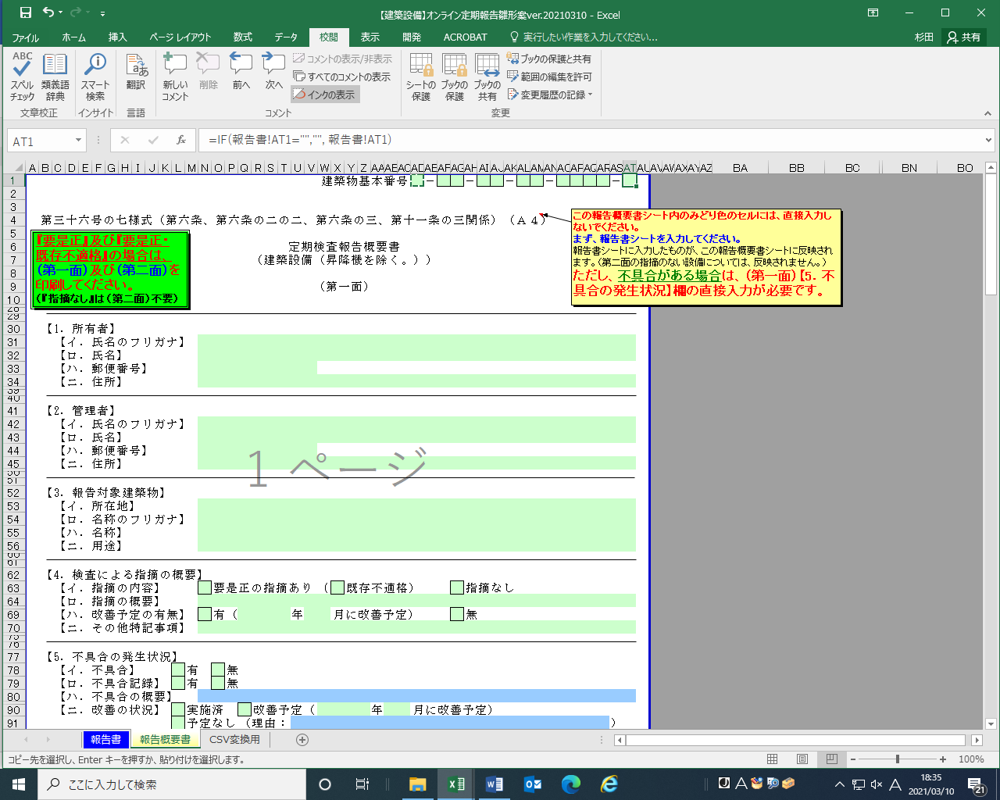 【建築設備】オンライン定期報告雛形案ver.20210310 - Excel
ファイル ホーム 挿入 ページ レイアウト 数式 データ 校閲 表示 開発 ACROBAT 実行したい作業を入力してください... 杉田 共有
ABC
スペル チェック 類義語 辞典 スマート 検索 翻訳 新しい コメント 削除 前へ 次へ
コメントの表示/非表示
すべてのコメントの表示
インクの表示
シートの 保護 ブックの 保護 ブックの 共有
ブックの保護と共有
範囲の編集を許可
変更履歴の記録
文章校正 インサイト 言語 コメント 変更
AT1 fx =IF(報告書!AT1="","",報告書!AT1)
A B C D E F G H I J K L M N O P Q R S T U V W X Y Z AA AE AC AD AE AF AG AH AI AJ AK AL AM AN AC AF AG AF AS AT AU AV AW AX AY AZ BA BB BC BN BO
1 建築物基本番号 － － － － －
2
3
4 第三十六号の七様式（第六条、第六条の二の二、第六条の三、第十一条の三関係）（Ａ４）
5
6 定期検査報告概要書
7 （建築設備（昇降機を除く。））
8
9 （第一面）
10
『要是正』及び『要是正・
既存不適格』の場合は、
(第一面)及び(第二面)を
印刷してください。
(『指摘なし』は(第二面)不要)
この報告概要書シート内のみどり色のセルには、直接入力し
ないでください。
まず、報告書シートを入力してください。
報告書シートに入力したものが、この報告概要書シートに反映され
ます。（第二面の指摘のない設備については、反映されません。）
ただし、不具合がある場合は、(第一面)【5．不
具合の発生状況】欄の直接入力が必要です。
28
29
30 【1．所有者】
31 【イ．氏名のフリガナ】
32 【ロ．氏名】
33 【ハ．郵便番号】
34 【ニ．住所】
39
40
41 【2．管理者】
42 【イ．氏名のフリガナ】
43 【ロ．氏名】
44 【ハ．郵便番号】
45 【ニ．住所】
1 ページ
50
51
52 【3．報告対象建築物】
53 【イ．所在地】
54 【ロ．名称のフリガナ】
55 【ハ．名称】
56 【ニ．用途】
60
61
62 【4．検査による指摘の概要】
63 【イ．指摘の内容】 要是正の指摘あり （ 既存不適格） 指摘なし
64 【ロ．指摘の概要】
69 【ハ．改善予定の有無】 有（ 年 月に改善予定） 無
70 【ニ．その他特記事項】
75
76
77 【5．不具合の発生状況】
78 【イ．不具合】 有 無
79 【ロ．不具合記録】 有 無
80 【ハ．不具合の概要】
90 【ニ．改善の状況】 実施済 改善予定（ 年 月に改善予定）
91 予定なし（理由： ）
報告書 報告概要書 CSV変換用
コピー先を選択し、Enter キーを押すか、貼り付けを選択します。 100%
ここに入力して検索 A A 18:35
2021/03/10 21